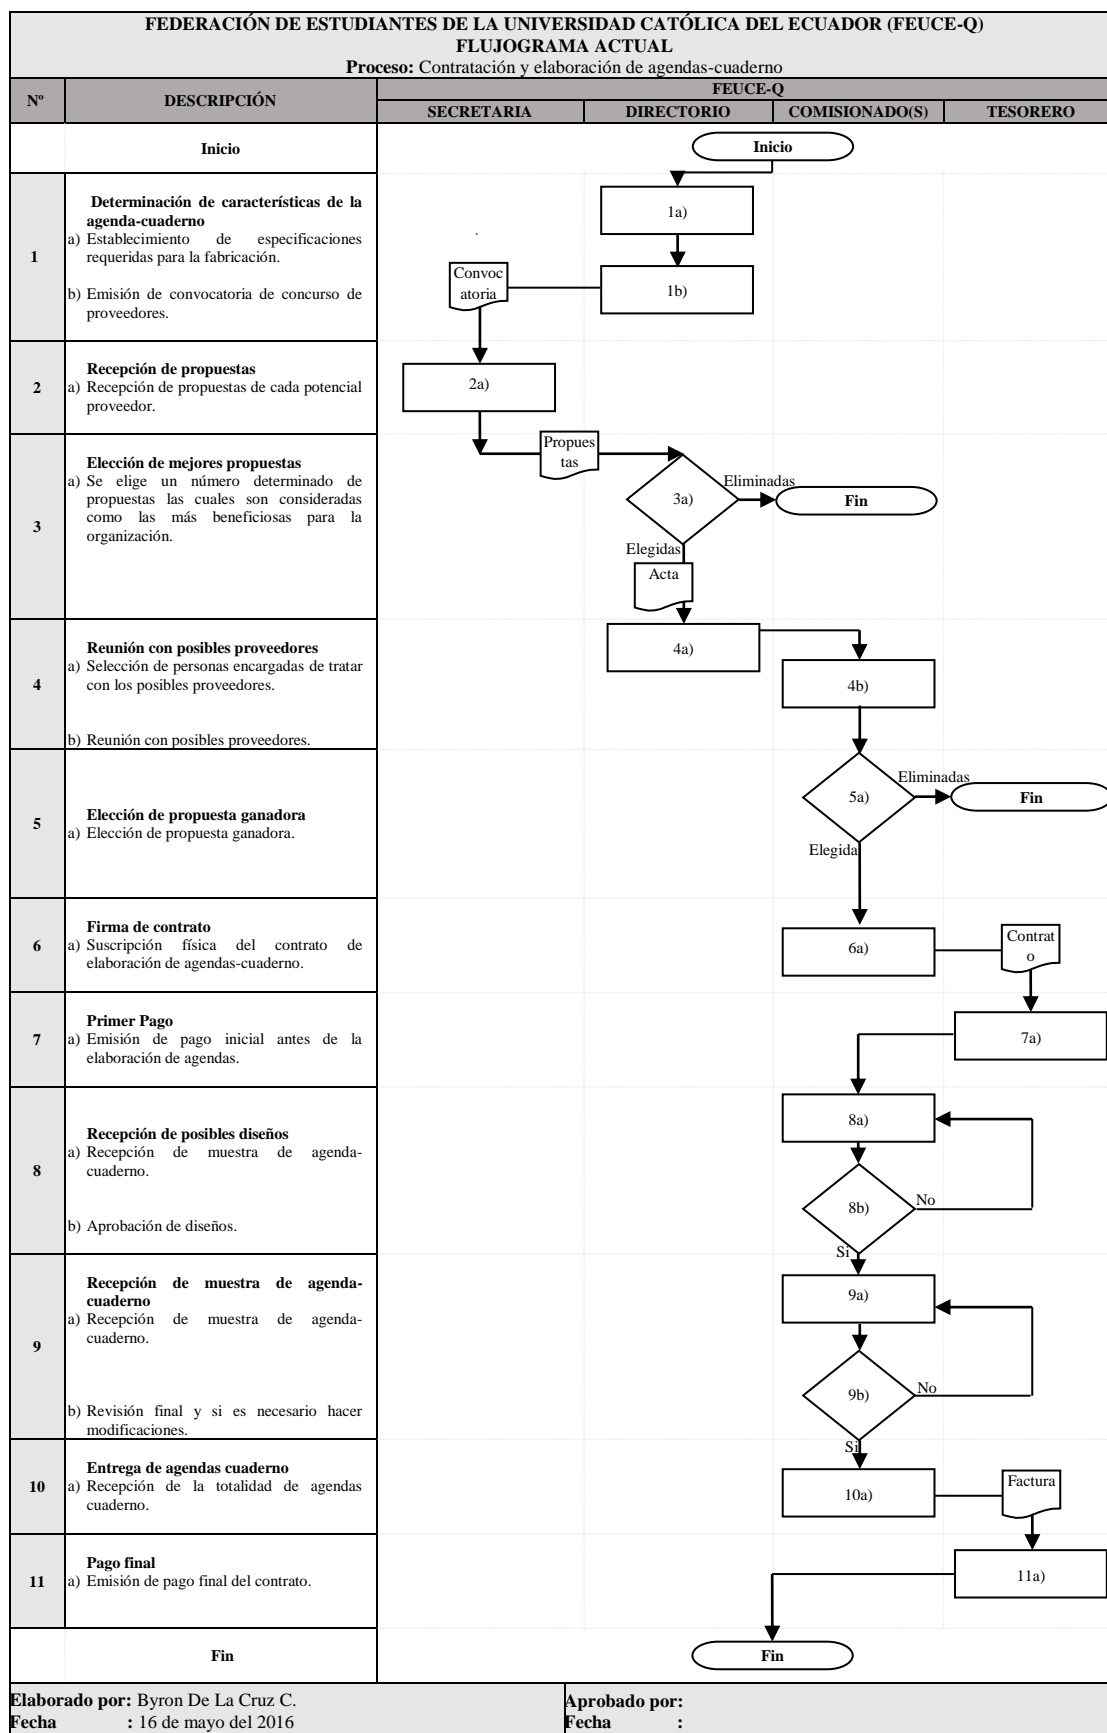 FEDERACIÓN DE ESTUDIANTES DE LA UNIVERSIDAD CATÓLICA DEL ECUADOR (FEUCE-Q)
FLUJOGRAMA ACTUAL
Proceso: Contratación y elaboración de agendas-cuaderno
Nº
DESCRIPCIÓN
FEUCE-Q
SECRETARIA
DIRECTORIO
COMISIONADO(S)
TESORERO
Inicio
Inicio
1
Determinación de características de la
agenda-cuaderno
a) Establecimiento de especificaciones
requeridas para la fabricación.
b) Emisión de convocatoria de concurso de
proveedores.
1a)
1b)
Convoc
atoria
2
Recepción de propuestas
a) Recepción de propuestas de cada potencial
proveedor.
2a)
3
Elección de mejores propuestas
a) Se elige un número determinado de
propuestas las cuales son consideradas
como las más beneficiosas para la
organización.
Propues
tas
3a)
Eliminadas
Fin
Elegidas
Acta
4
Reunión con posibles proveedores
a) Selección de personas encargadas de tratar
con los posibles proveedores.
b) Reunión con posibles proveedores.
4a)
4b)
5
Elección de propuesta ganadora
a) Elección de propuesta ganadora.
5a)
Eliminadas
Fin
Elegida
6
Firma de contrato
a) Suscripción física del contrato de
elaboración de agendas-cuaderno.
6a)
Contrat
o
7
Primer Pago
a) Emisión de pago inicial antes de la
elaboración de agendas.
7a)
8
Recepción de posibles diseños
a) Recepción de muestra de agenda-
cuaderno.
b) Aprobación de diseños.
8a)
8b)
No
Si
9
Recepción de muestra de agenda-
cuaderno
a) Recepción de muestra de agenda-
cuaderno.
b) Revisión final y si es necesario hacer
modificaciones.
9a)
9b)
No
Si
10
Entrega de agendas cuaderno
a) Recepción de la totalidad de agendas
cuaderno.
10a)
Factura
11
Pago final
a) Emisión de pago final del contrato.
11a)
Fin
Fin
Elaborado por: Byron De La Cruz C.
Fecha : 16 de mayo del 2016
Aprobado por:
Fecha :